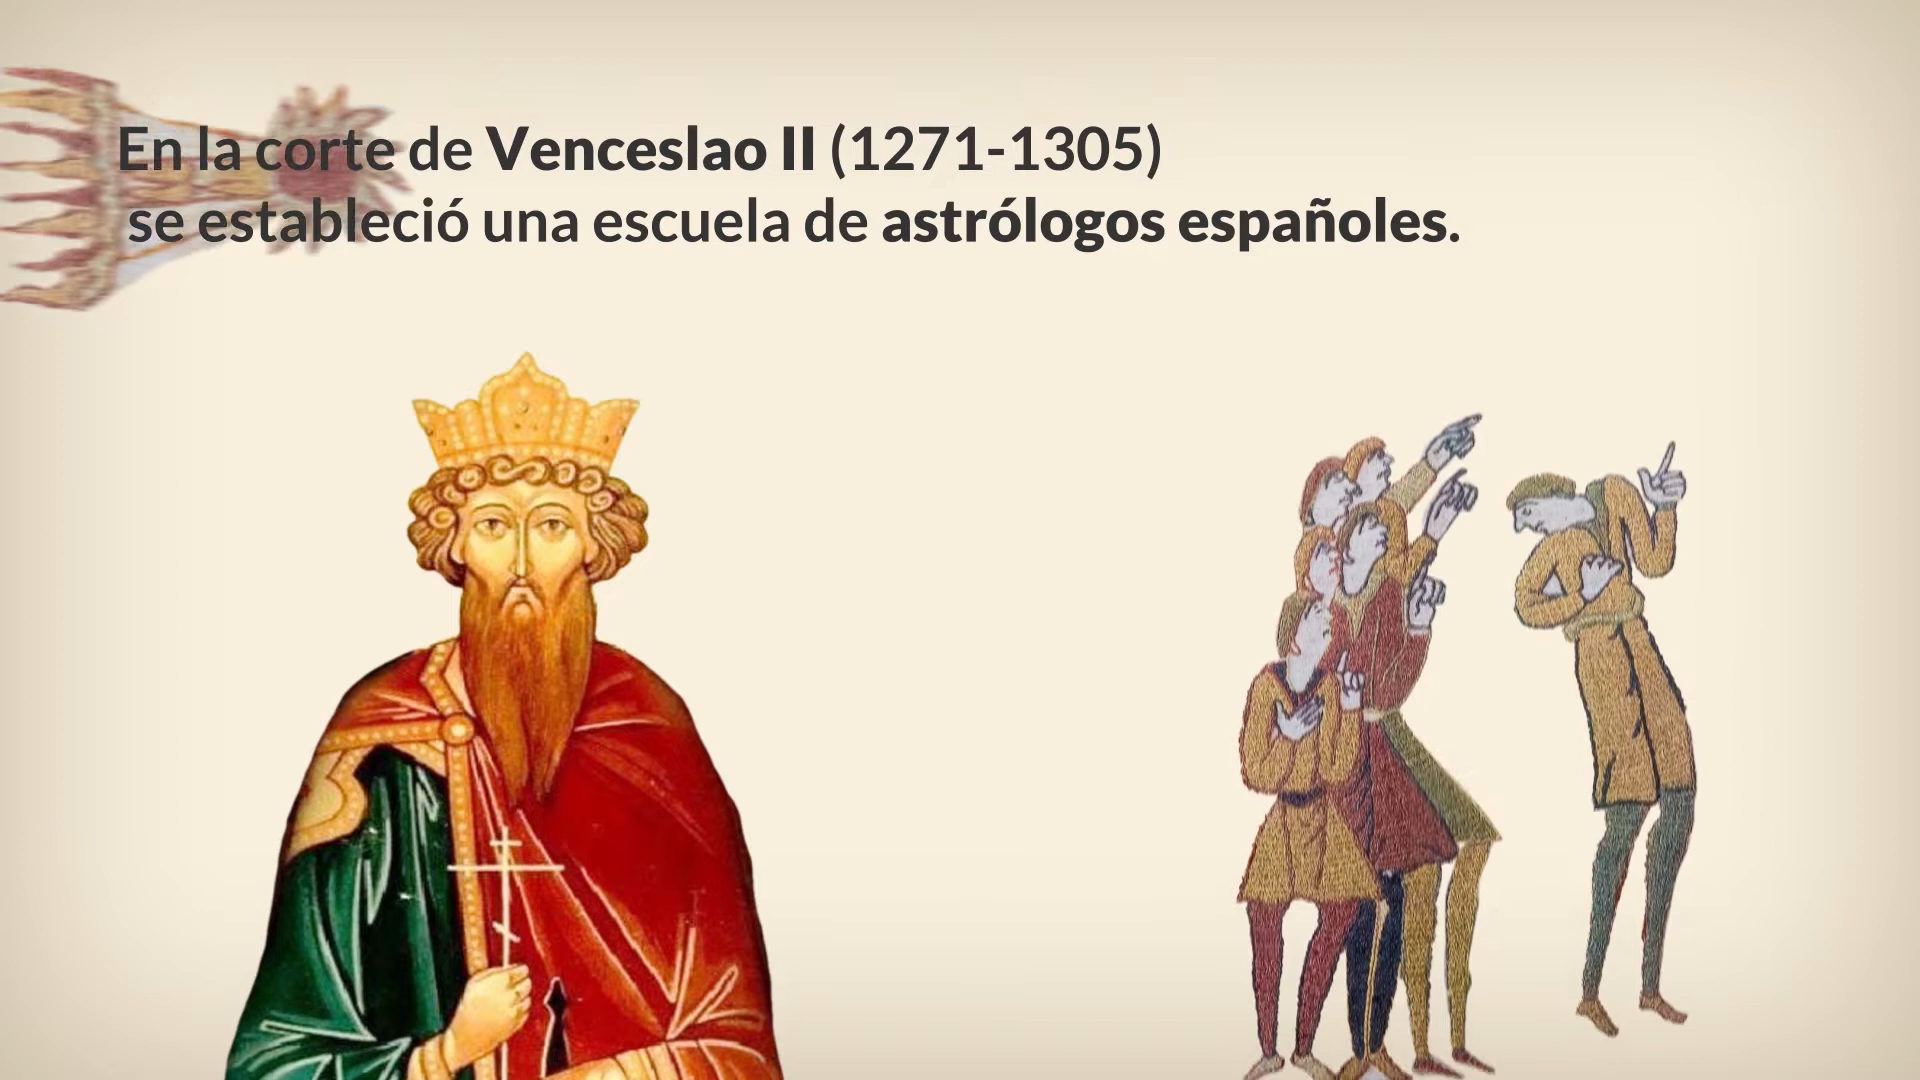 En la corte de Venceslao II (1271-1305)
se estableció una escuela de astrólogos españoles.